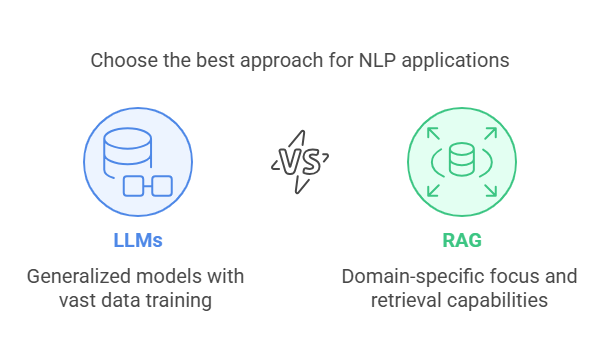 Choose the best approach for NLP applications
VS
LLMs
Generalized models with
vast data training
RAG
Domain-specific focus and
retrieval capabilities